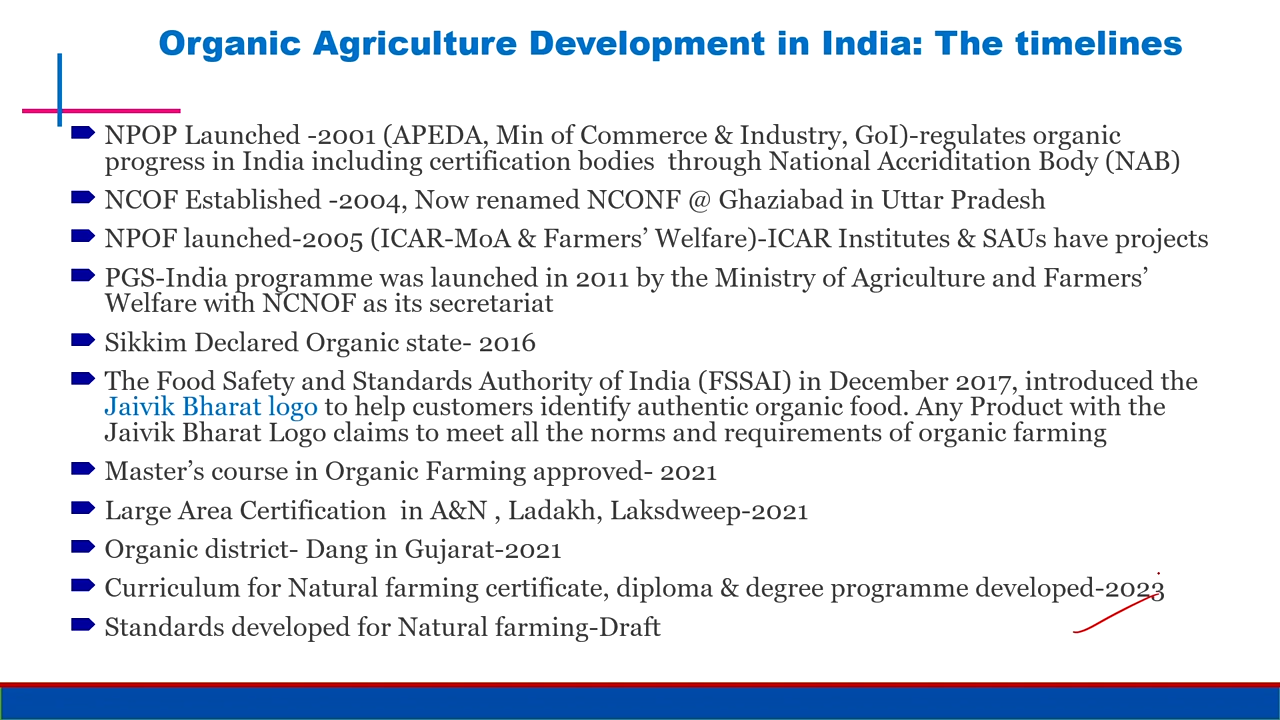 Organic Agriculture Development in India: The timelines
NPOP Launched -2001 (APEDA, Min of Commerce & Industry, GoI)-regulates organic
progress in India including certification bodies through National Accriditation Body (NAB)
NCOF Established -2004, Now renamed NCONF @ Ghaziabad in Uttar Pradesh
NPOF launched-2005 (ICAR-MoA & Farmers' Welfare)-ICAR Institutes & SAUs have projects
PGS-India programme was launched in 2011 by the Ministry of Agriculture and Farmers'
Welfare with NCNOF as its secretariat
Sikkim Declared Organic state- 2016
The Food Safety and Standards Authority of India (FSSAI) in December 2017, introduced the
Jaivik Bharat logo to help customers identify authentic organic food. Any Product with the
Jaivik Bharat Logo claims to meet all the norms and requirements of organic farming
Master's course in Organic Farming approved- 2021
Large Area Certification in A&N , Ladakh, Laksdweep-2021
Organic district- Dang in Gujarat-2021
Curriculum for Natural farming certificate, diploma & degree programme developed-2023
Standards developed for Natural farming-Draft